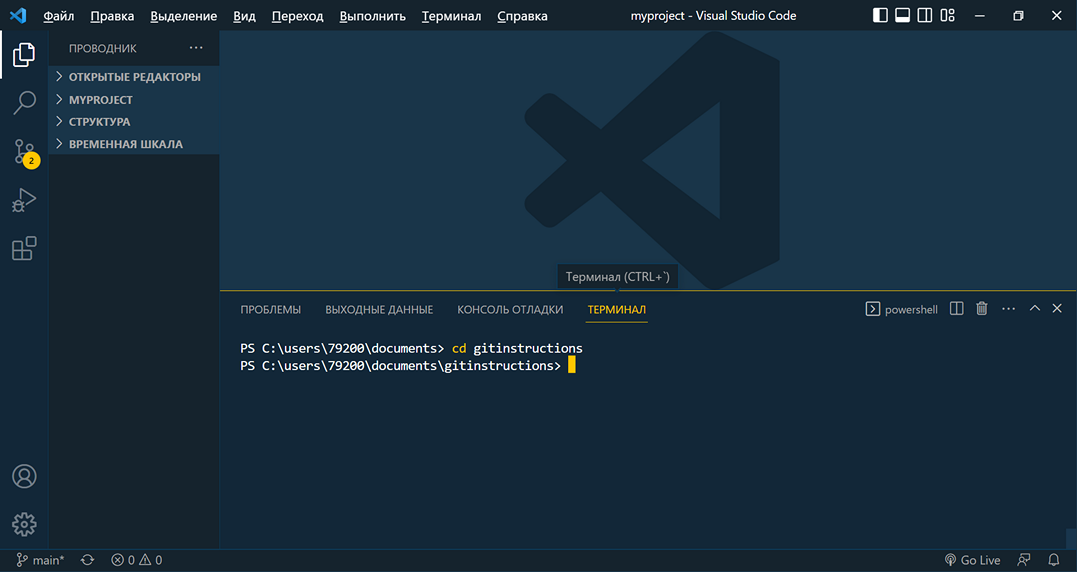 Файл Правка Выделение Вид Переход Выполнить Терминал Справка myproject - Visual Studio Code
ПРОВОДНИК
ОТКРЫТЫЕ РЕДАКТОРЫ
MYPROJECT
СТРУКТУРА
ВРЕМЕННАЯ ШКАЛА
2
Терминал (CTRL+`)
ПРОБЛЕМЫ ВЫХОДНЫЕ ДАННЫЕ КОНСОЛЬ ОТЛАДКИ ТЕРМИНАЛ powershell
PS C:\users\79200\documents> cd gitinstructions
PS C:\users\79200\documents\gitinstructions>
main* 0 0 Go Live